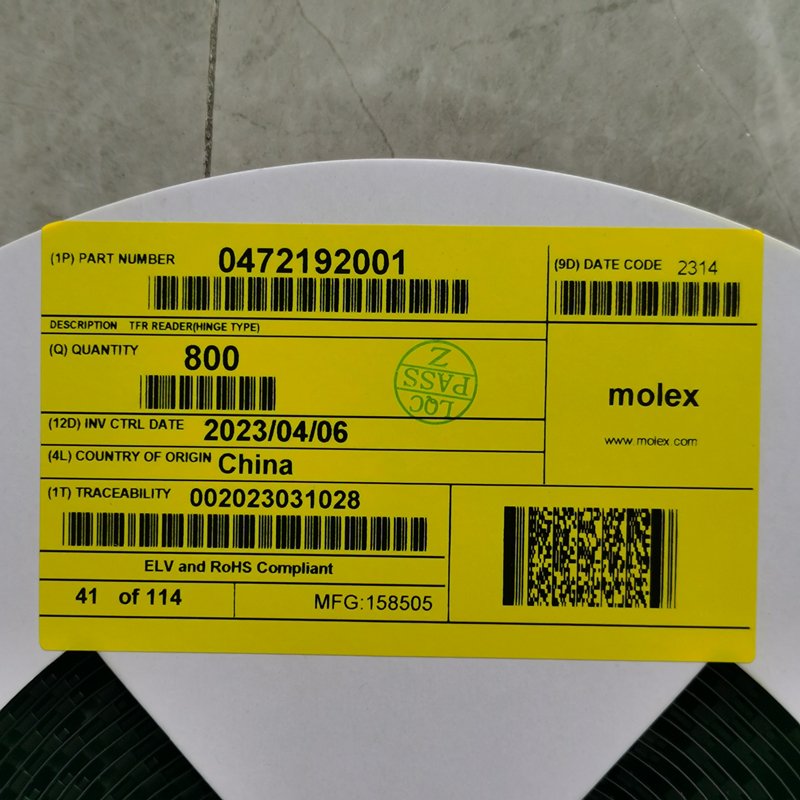 (1P) PART NUMBER 0472192001
(9D) DATE CODE 2314
DESCRIPTION TFR READER(HINGE TYPE)
(Q) QUANTITY 800
LQC
PASS
Z
molex
www.molex.com
(12D) INV CTRL DATE 2023/04/06
(4L) COUNTRY OF ORIGIN China
(1T) TRACEABILITY 002023031028
ELV and RoHS Compliant
41 of 114
MFG:158505